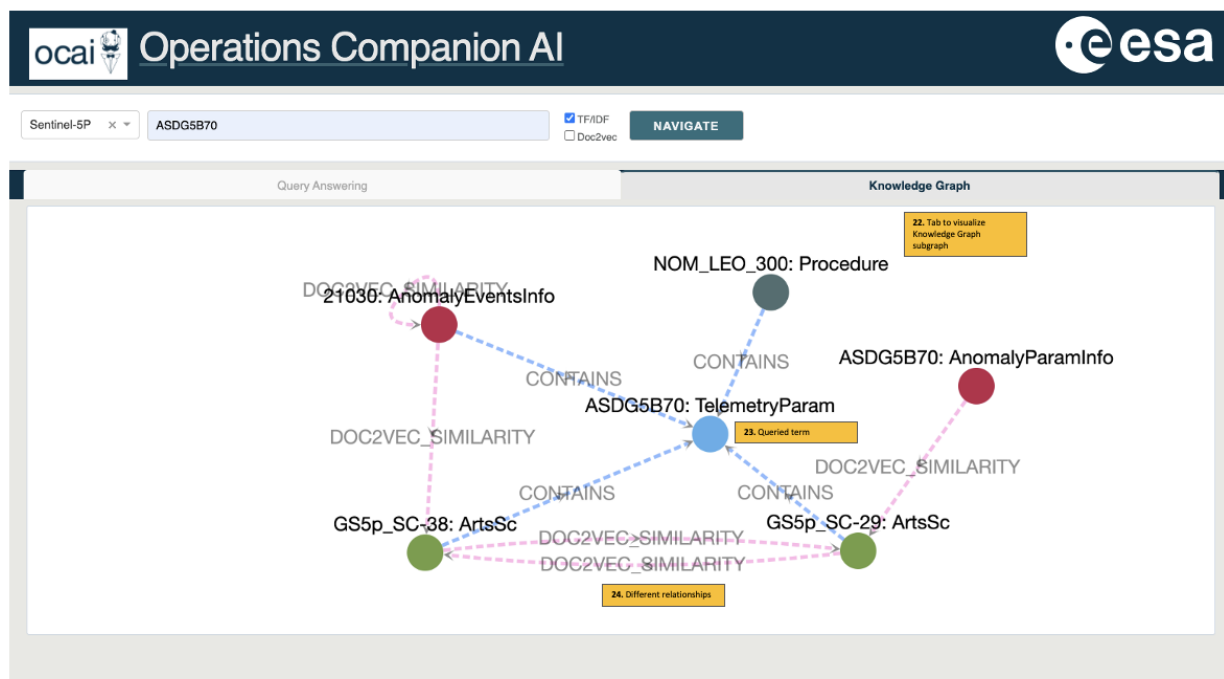 ocai
Operations Companion AI
esa
Sentinel-5P
ASDG5B70
TF/IDF
Doc2vec
NAVIGATE
Query Answering
Knowledge Graph
22. Tab to visualize
Knowledge Graph
subgraph
NOM_LEO_300: Procedure
DOC2VEC_SIMILARITY
21030: AnomalyEventsInfo
CONTAINS
ASDG5B70: AnomalyParamInfo
CONTAINS
ASDG5B70: TelemetryParam
23. Queried term
DOC2VEC_SIMILARITY
DOC2VEC_SIMILARITY
CONTAINS
CONTAINS
GS5p_SC-38: ArtsSc
GS5p_SC-29: ArtsSc
DOC2VEC_SIMILARITY
DOC2VEC_SIMILARITY
24. Different relationships